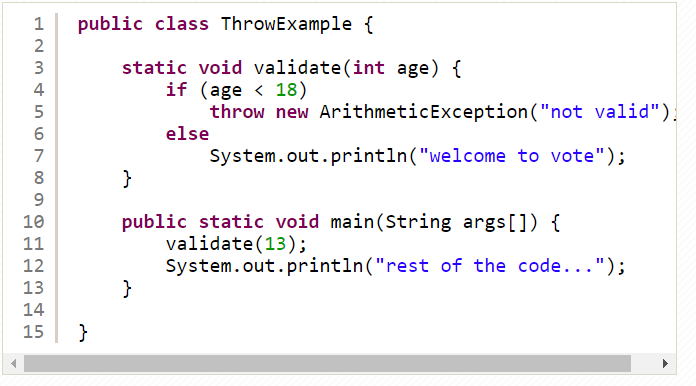 1 public class ThrowExample {
2
3 static void validate(int age) {
4 if (age < 18)
5 throw new ArithmeticException("not valid");
6 else
7 System.out.println("welcome to vote");
8 }
9
10 public static void main(String args[]) {
11 validate(13);
12 System.out.println("rest of the code...");
13 }
14
15 }